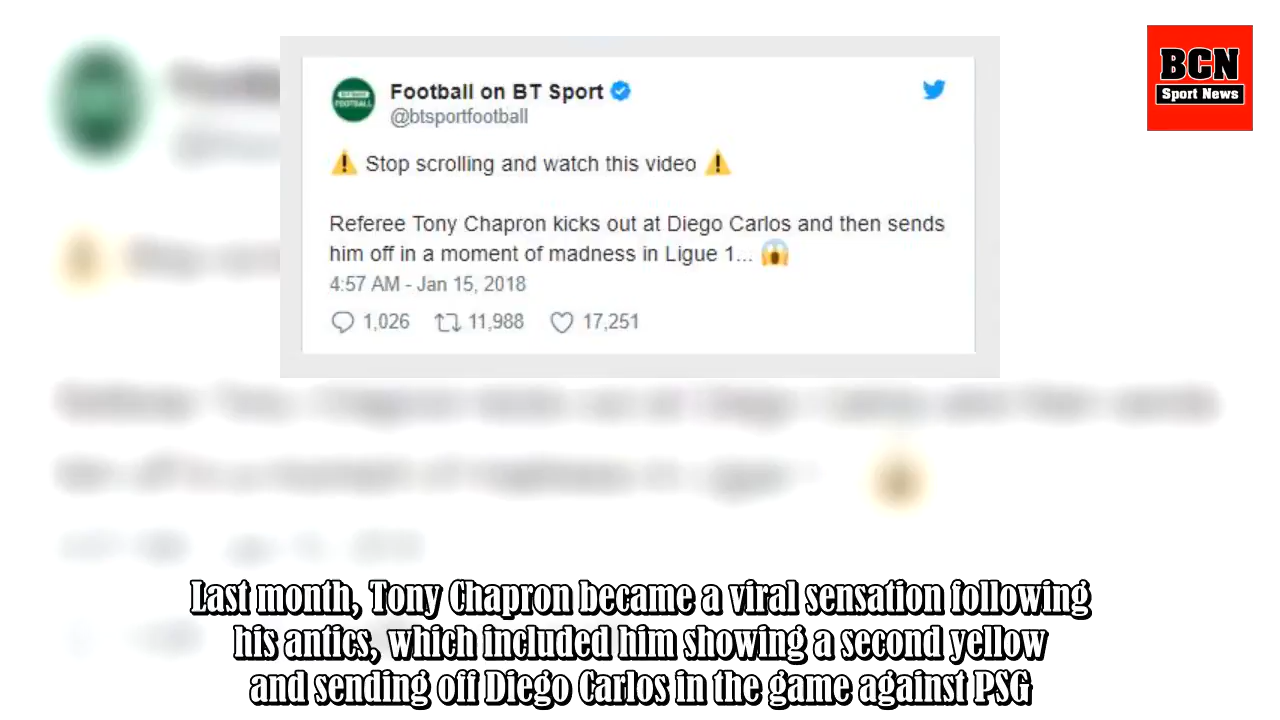 BCN
Sport News
Football on BT Sport
@btsportfootball
⚠️ Stop scrolling and watch this video ⚠️
Referee Tony Chapron kicks out at Diego Carlos and then sends
him off in a moment of madness in Ligue 1... 😱
4:57 AM - Jan 15, 2018
1,026 11,988 17,251
Last month, Tony Chapron became a viral sensation following
his antics, which included him showing a second yellow
and sending off Diego Carlos in the game against PSG